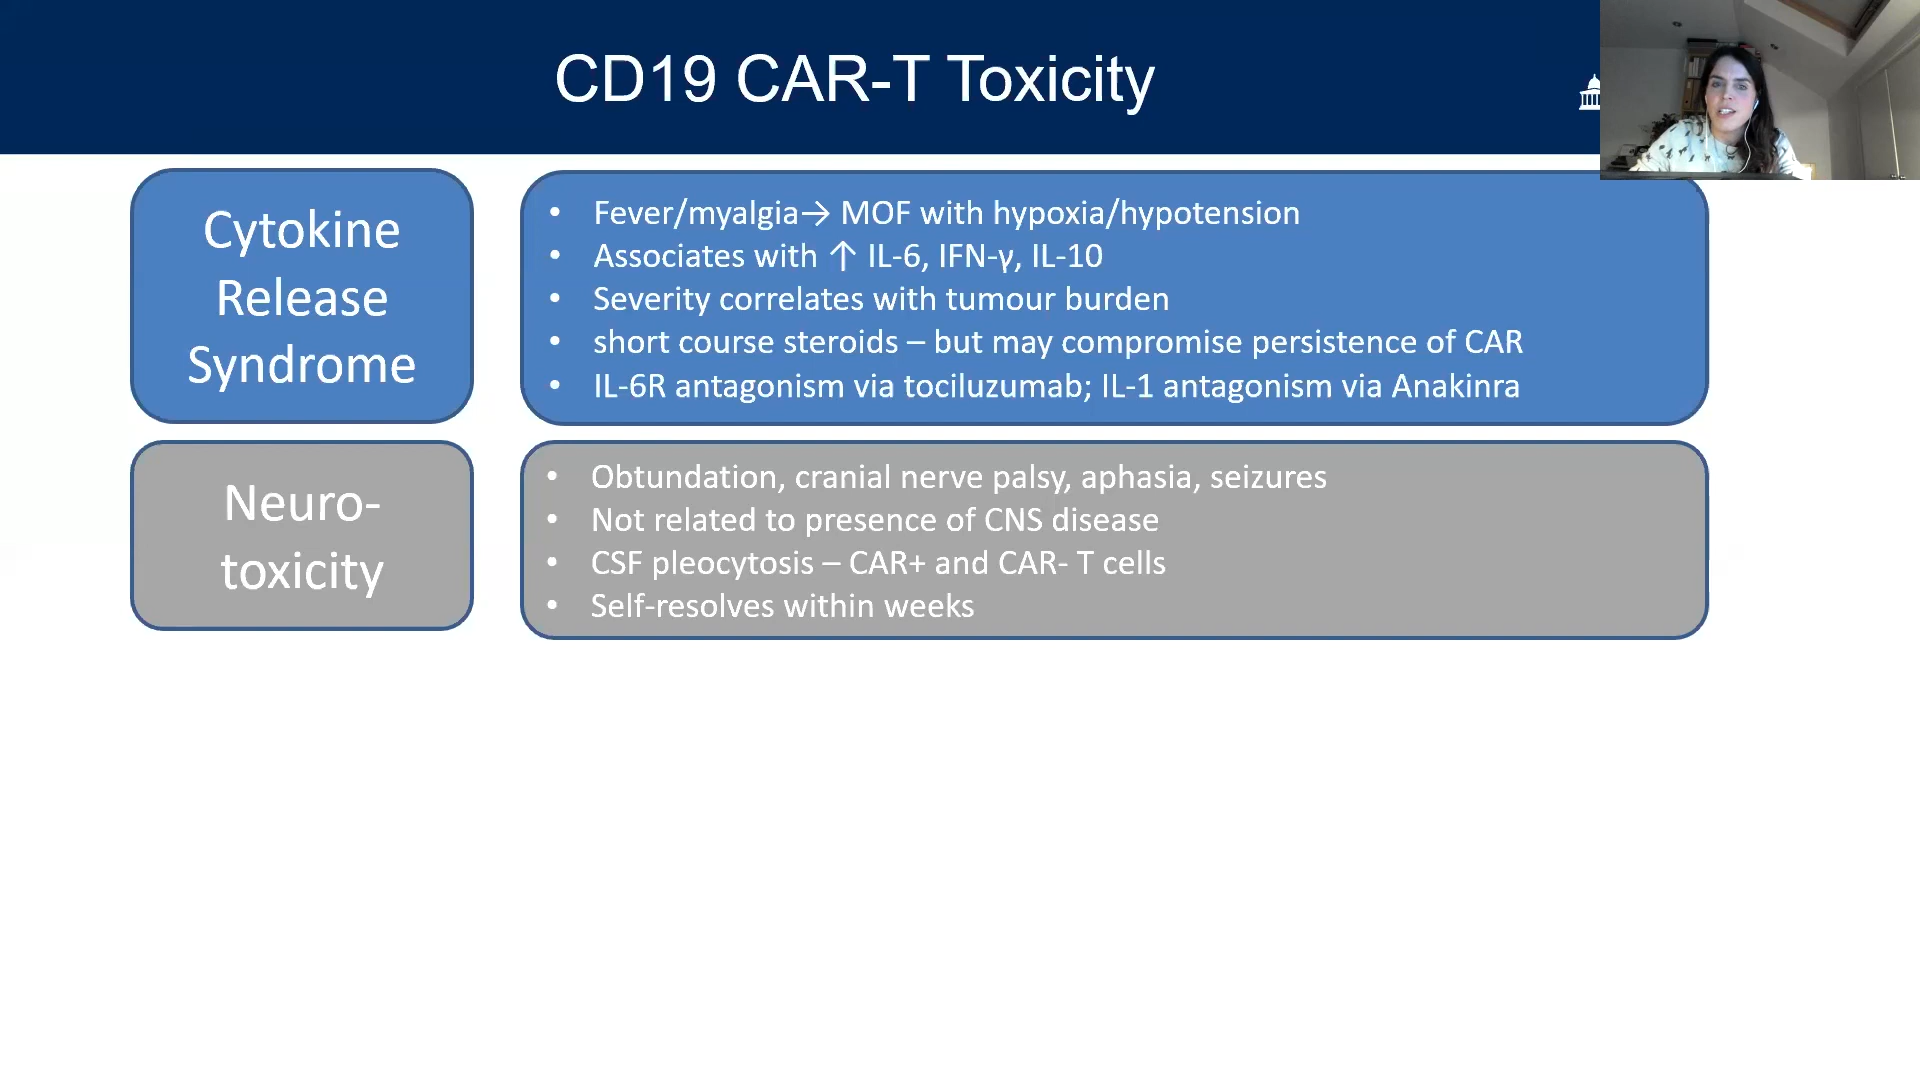 CD19 CAR-T Toxicity
Cytokine
Release
Syndrome
• Fever/myalgia→ MOF with hypoxia/hypotension
• Associates with ↑ IL-6, IFN-γ, IL-10
• Severity correlates with tumour burden
• short course steroids – but may compromise persistence of CAR
• IL-6R antagonism via tociluzumab; IL-1 antagonism via Anakinra
Neuro-
toxicity
• Obtundation, cranial nerve palsy, aphasia, seizures
• Not related to presence of CNS disease
• CSF pleocytosis – CAR+ and CAR- T cells
• Self-resolves within weeks